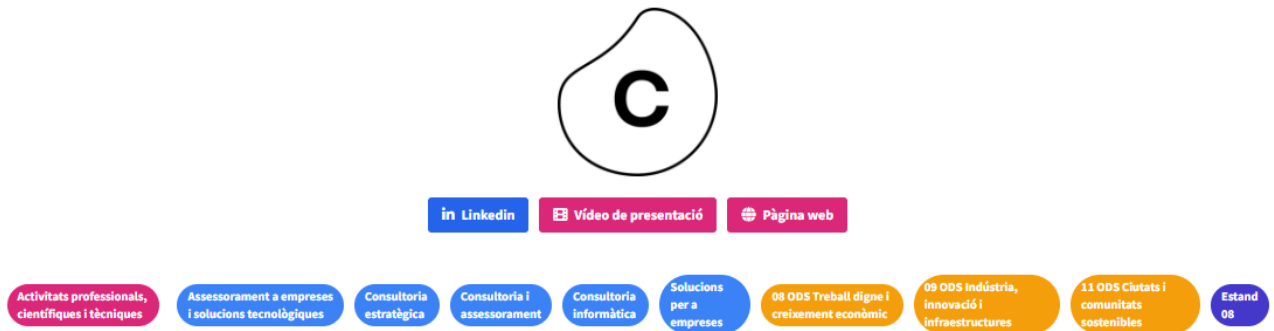 C
Linkedin
Vídeo de presentació
Pàgina web
Activitats professionals,
científiques i tècniques
Assessorament a empreses
i solucions tecnològiques
Consultoria
estratègica
Consultoria i
assessorament
Consultoria
informàtica
Solucions
per a
empreses
08 ODS Treball digne i
creixement econòmic
09 ODS Indústria,
innovació i
infraestructures
11 ODS Ciutats i
comunitats
sostenibles
Estand
08